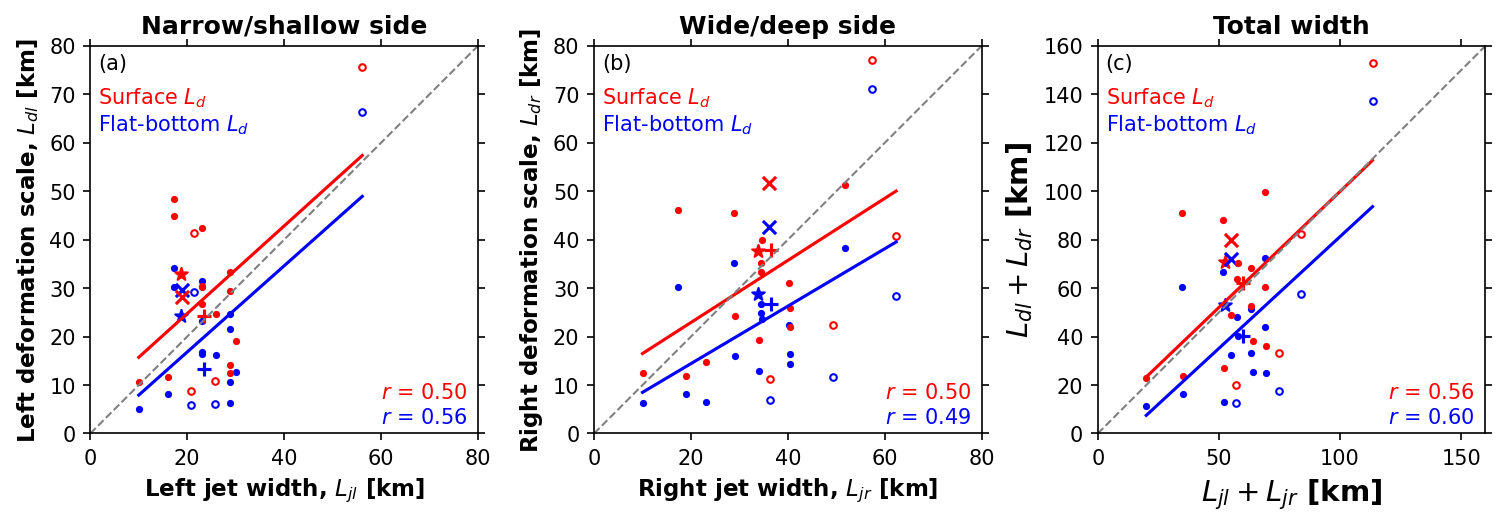 Narrow/shallow side
(a)
Surface L_d
Flat-bottom L_d
r = 0.50
r = 0.56
80
70
60
50
40
30
20
10
0
0 20 40 60 80
Left deformation scale, L_dl [km]
Left jet width, L_jl [km]
Wide/deep side
(b)
Surface L_d
Flat-bottom L_d
r = 0.50
r = 0.49
80
70
60
50
40
30
20
10
0
0 20 40 60 80
Right deformation scale, L_dr [km]
Right jet width, L_jr [km]
Total width
(c)
Surface L_d
Flat-bottom L_d
r = 0.56
r = 0.60
160
140
120
100
80
60
40
20
0
0 50 100 150
L_dl + L_dr [km]
L_jl + L_jr [km]